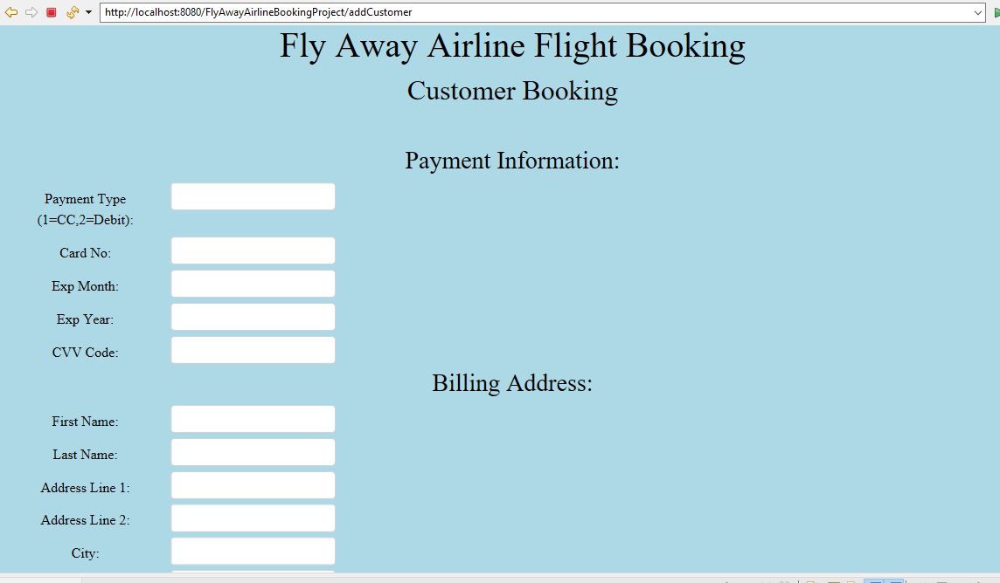 http://localhost:8080/FlyAwayAirlineBookingProject/addCustomer
Fly Away Airline Flight Booking
Customer Booking
Payment Information:
Payment Type
(1=CC,2=Debit):
Card No:
Exp Month:
Exp Year:
CVV Code:
Billing Address:
First Name:
Last Name:
Address Line 1:
Address Line 2:
City: